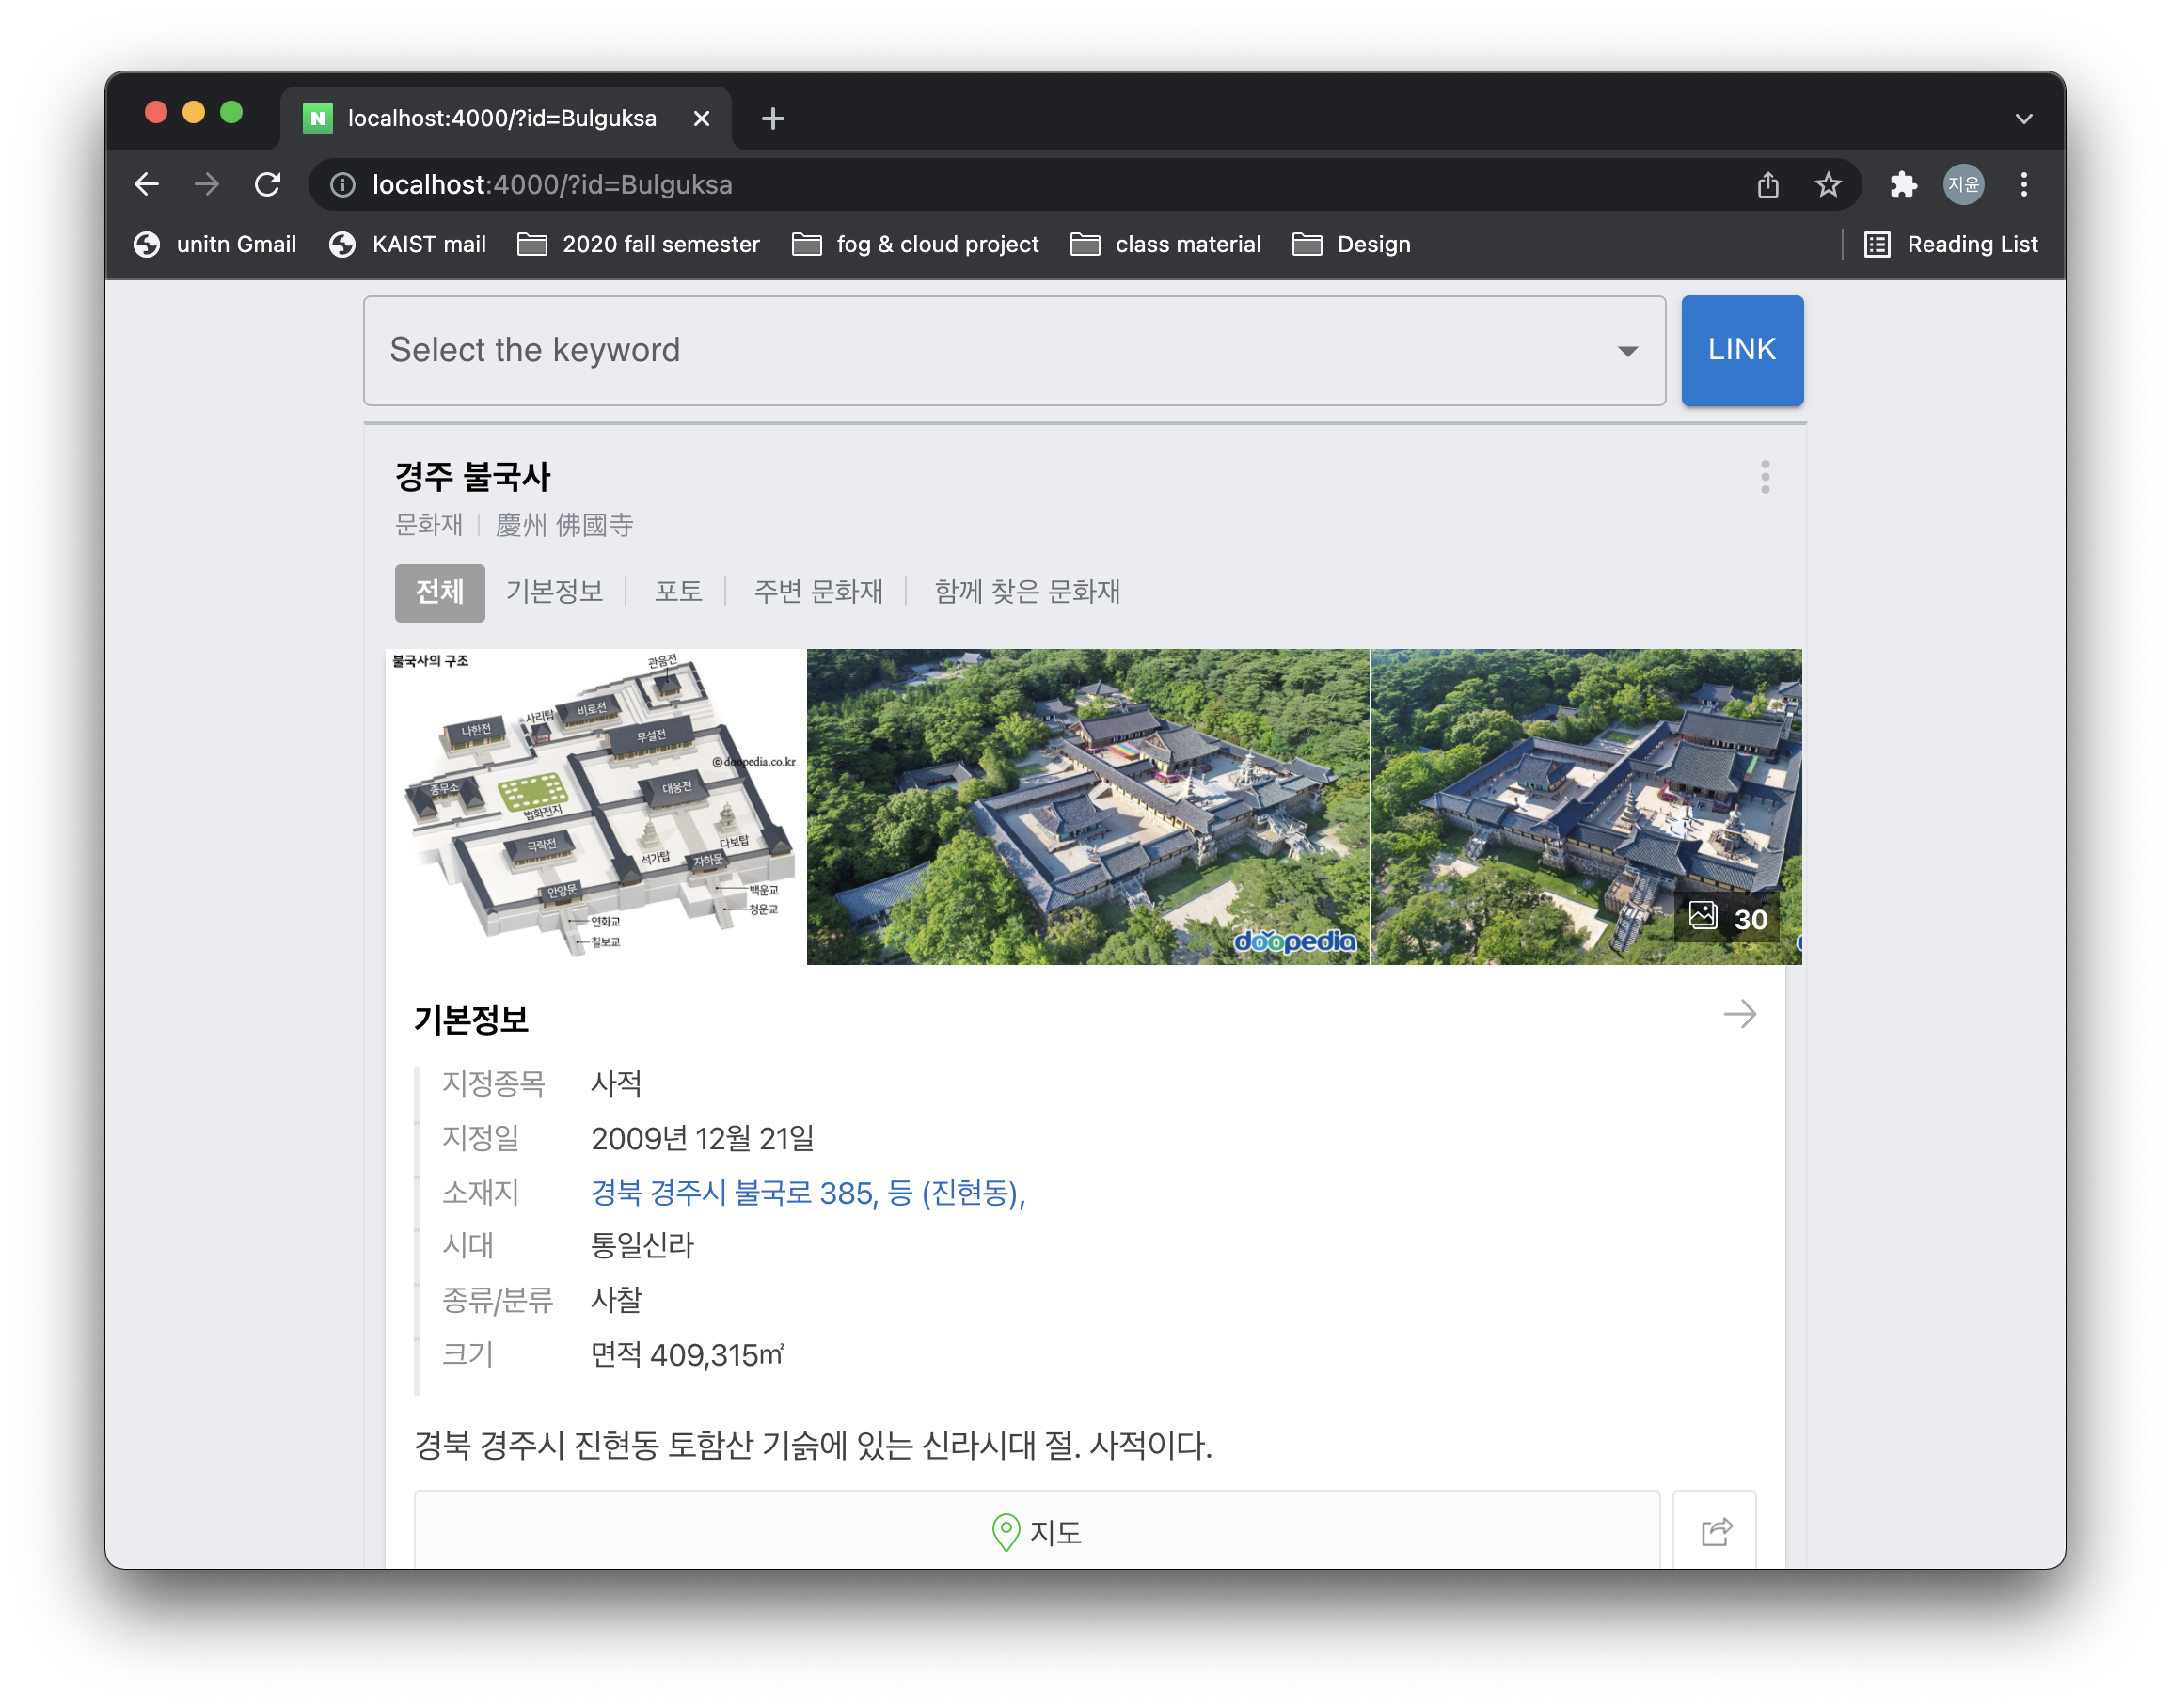 N localhost:4000/?id=Bulguksa
localhost:4000/?id=Bulguksa
지윤
unitn Gmail KAIST mail 2020 fall semester fog & cloud project class material Design Reading List
Select the keyword
LINK
경주 불국사
문화재 慶州 佛國寺
전체 기본정보 포토 주변 문화재 함께 찾은 문화재
불국사의 구조
관음전
사리탑
비로전
나한전
무설전
©doopedia.co.kr
종무소
대웅전
법화전지
극락전
석가탑
다보탑
자하문
안양문
백운교
청운교
연화교
칠보교
doopedia
30
기본정보
지정종목 사적
지정일 2009년 12월 21일
소재지 경북 경주시 불국로 385, 등 (진현동),
시대 통일신라
종류/분류 사찰
크기 면적 409,315㎡
경북 경주시 진현동 토함산 기슭에 있는 신라시대 절. 사적이다.
지도